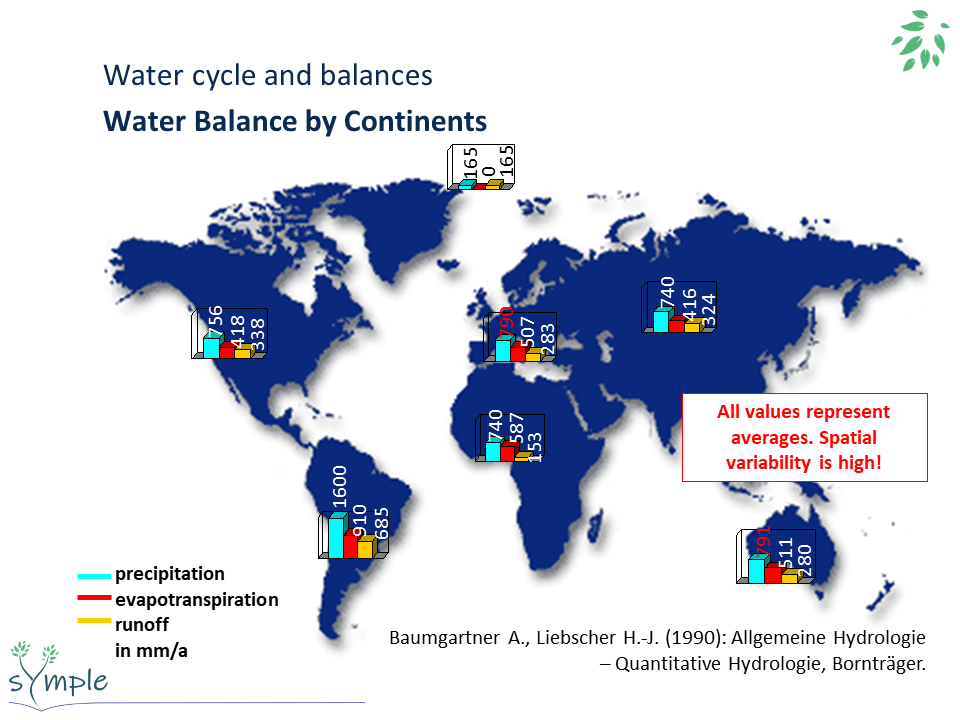 Water cycle and balances
Water Balance by Continents
165
0
165
756
418
338
790
507
283
740
416
324
740
587
153
All values represent
averages. Spatial
variability is high!
1600
910
685
791
511
280
precipitation
evapotranspiration
runoff
in mm/a
Baumgartner A., Liebscher H.-J. (1990): Allgemeine Hydrologie
– Quantitative Hydrologie, Bornträger.
symple